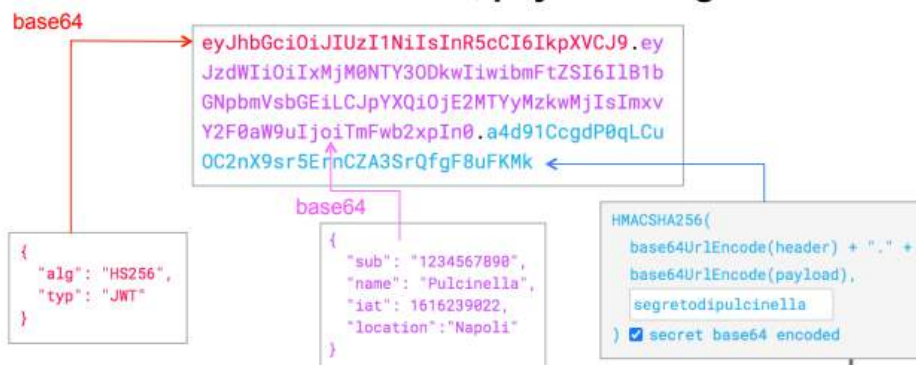 base64
eyJhbGciOiJIUzI1NiIsInR5cCI6IkpXVCJ9.ey
JzdWIiOiIxMjM0NTY3ODkwIiwibmFtZSI6IlB1b
GNpbmVsbGEiLCJpYXQiOjE2MTYyMzkwMjIsImxv
Y2F0aW9uIjoiTmFwb2xpIn0.a4d91CcgdP0qLCu
OC2nX9sr5ErnCZA3SrQfgF8uFKMk
base64
{
"alg": "HS256",
"typ": "JWT"
}
{
"sub": "1234567890",
"name": "Pulcinella",
"iat": 1616239022,
"location":"Napoli"
}
HMACSHA256(
base64UrlEncode(header) + "." +
base64UrlEncode(payload),
segretodipulcinella
) secret base64 encoded